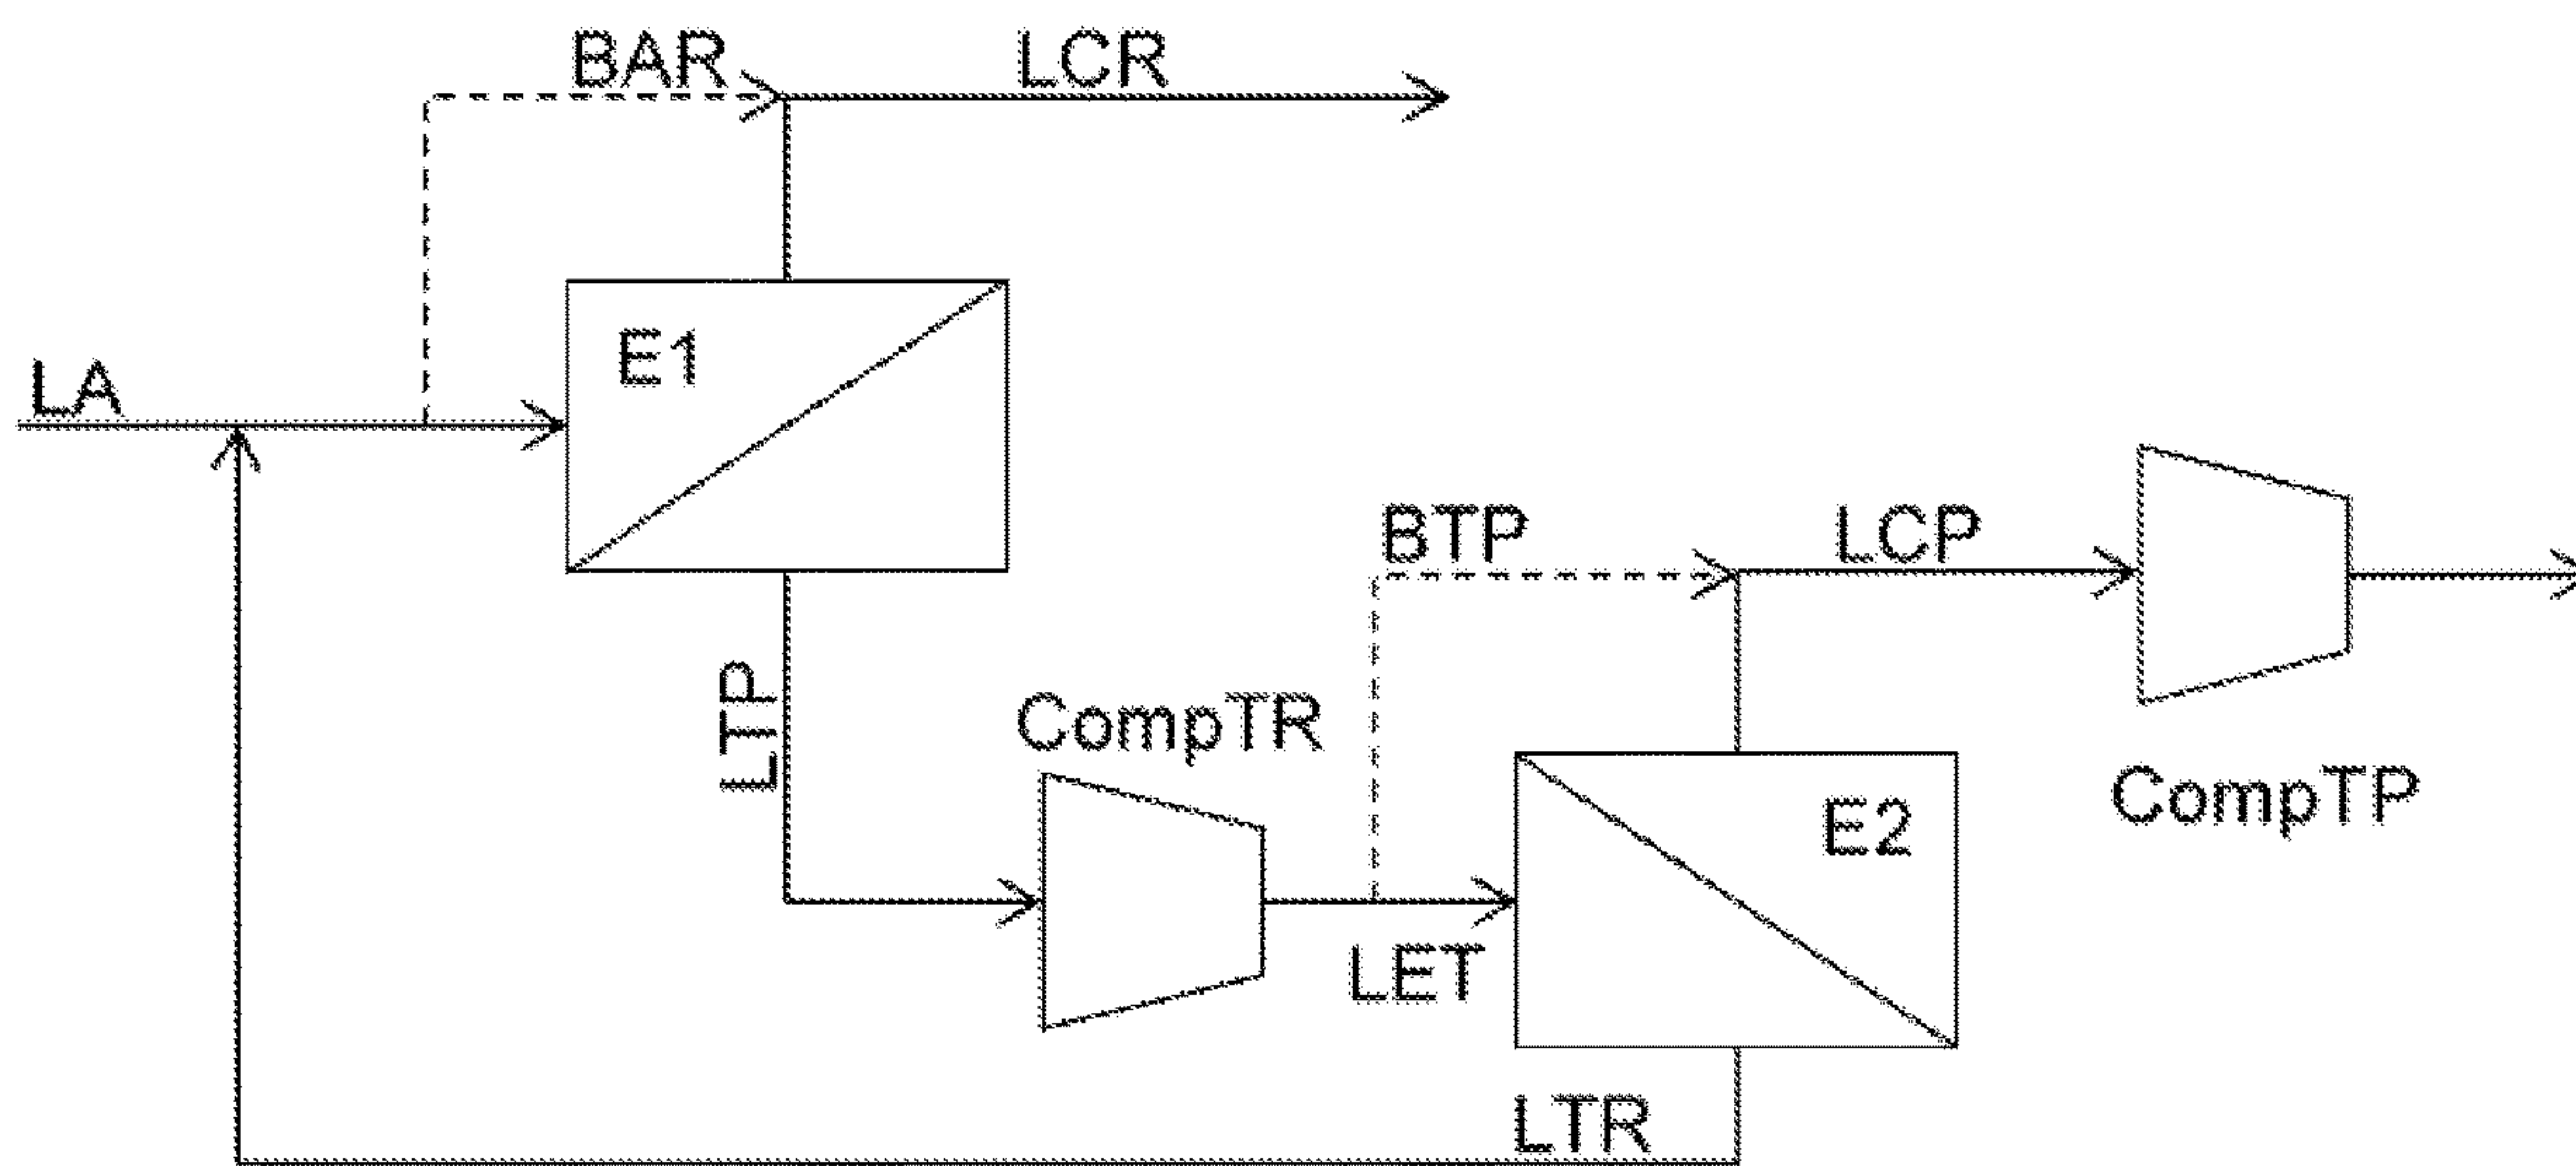 BAR
LCR
E1
LA
BTP
LCP
LTP
CompTR
CompTP
E2
LET
LTR